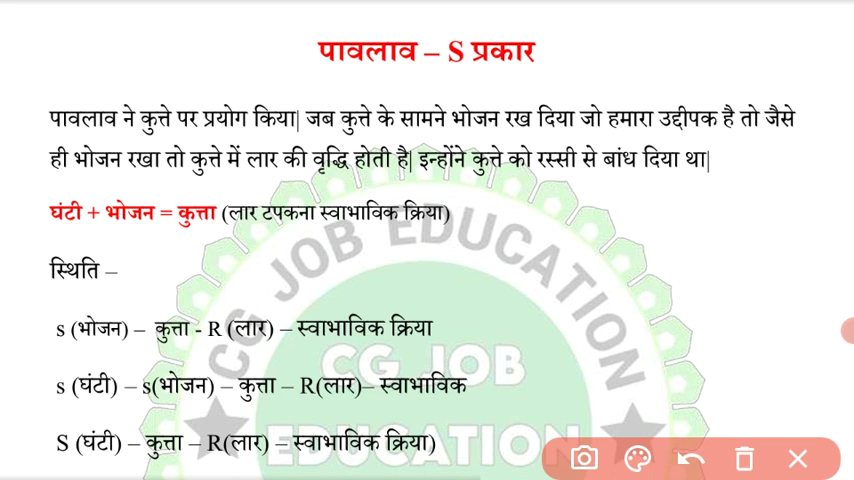 पावलाव – S प्रकार
पावलाव ने कुत्ते पर प्रयोग किया| जब कुत्ते के सामने भोजन रख दिया जो हमारा उद्दीपक है तो जैसे
ही भोजन रखा तो कुत्ते में लार की वृद्धि होती है| इन्होंने कुत्ते को रस्सी से बांध दिया था|
घंटी + भोजन = कुत्ता (लार टपकना स्वाभाविक क्रिया)
स्थिति –
s (भोजन) – कुत्ता - R (लार) – स्वाभाविक क्रिया
s (घंटी) – s(भोजन) – कुत्ता – R(लार)– स्वाभाविक
S (घंटी) – कुत्ता – R(लार) – स्वाभाविक क्रिया)
CG JOB EDUCATION
CG JOB
EDUCATION